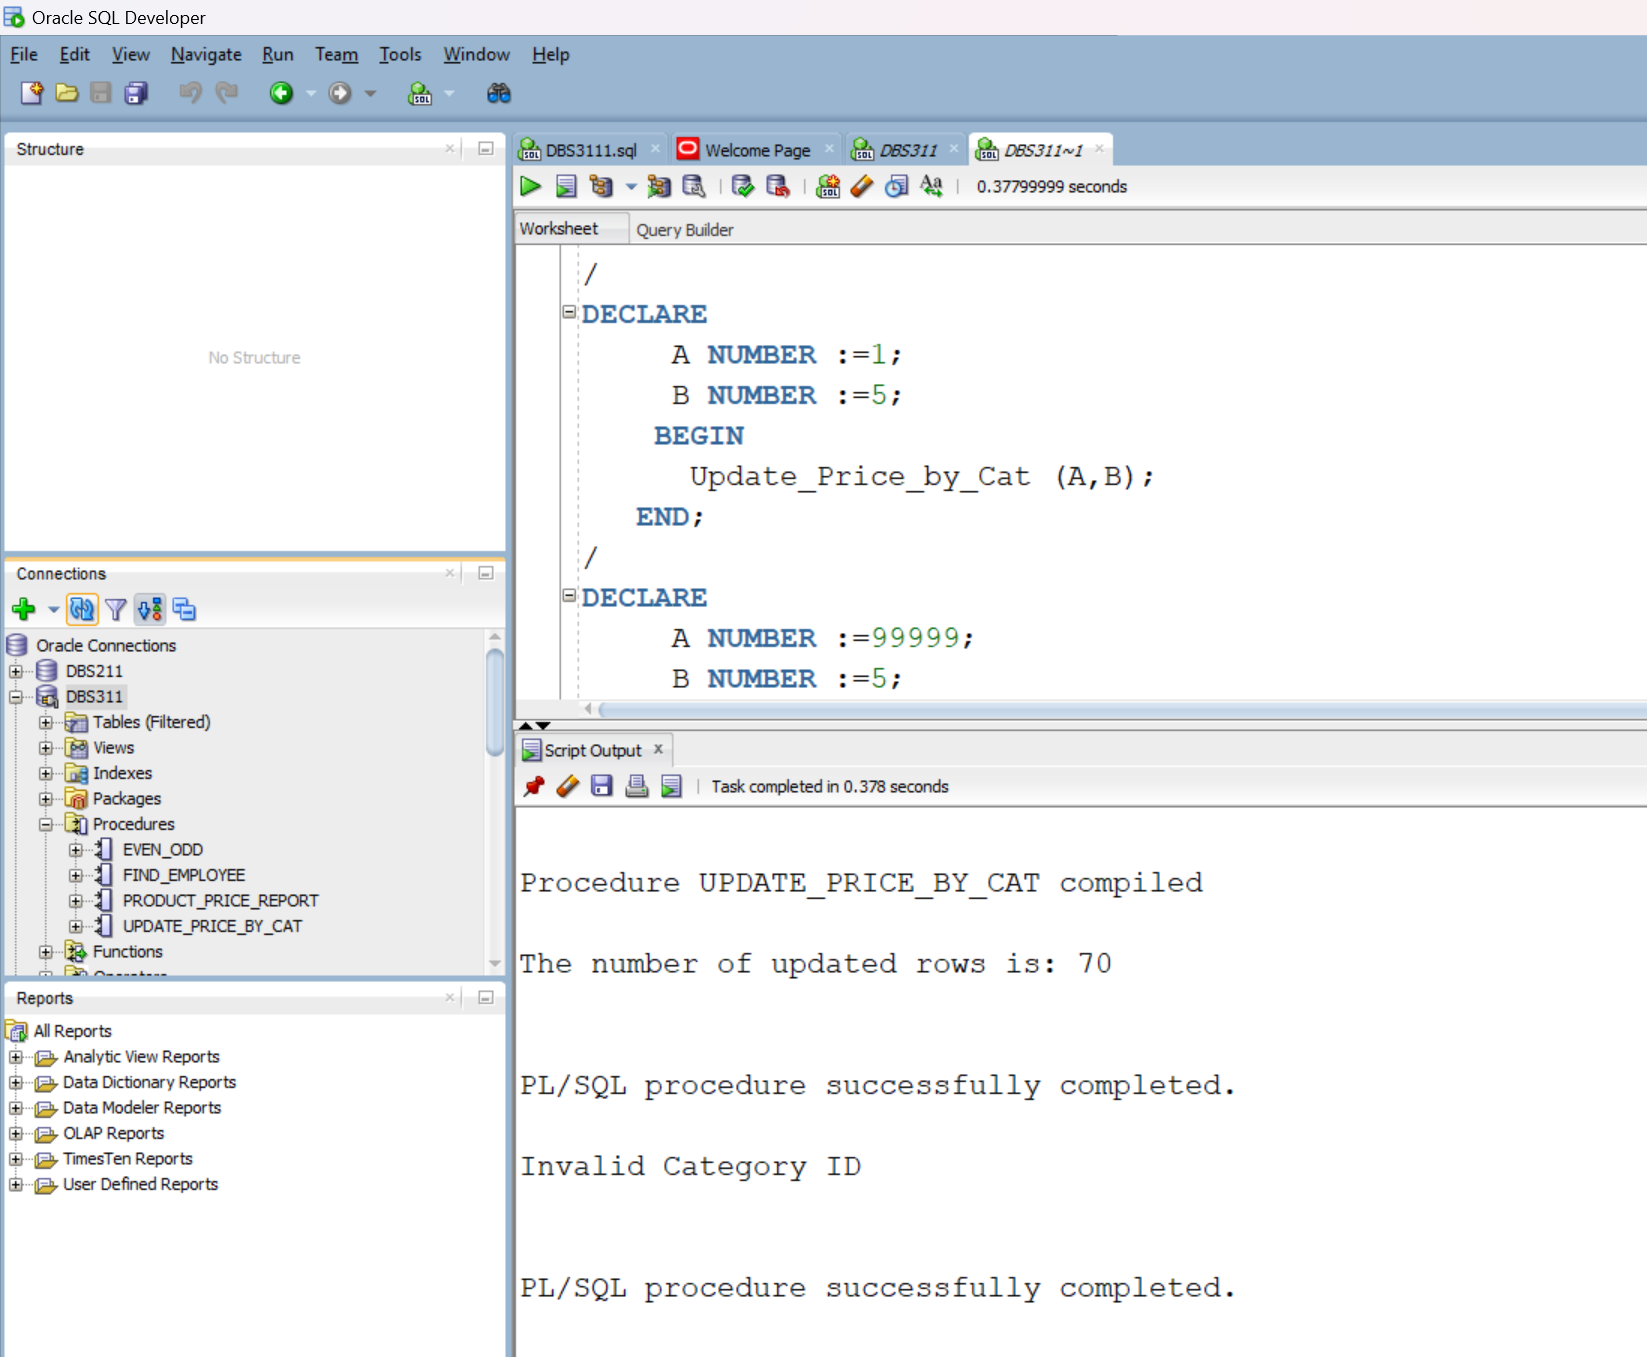 Oracle SQL Developer
File Edit View Navigate Run Team Tools Window Help
SQL
Structure
No Structure
Connections
Oracle Connections
DBS211
DBS311
Tables (Filtered)
Views
Indexes
Packages
Procedures
EVEN_ODD
FIND_EMPLOYEE
PRODUCT_PRICE_REPORT
UPDATE_PRICE_BY_CAT
Functions
Operators
Reports
All Reports
Analytic View Reports
Data Dictionary Reports
Data Modeler Reports
OLAP Reports
TimesTen Reports
User Defined Reports
DBS3111.sql Welcome Page DBS311 DBS311~1
0.37799999 seconds
Worksheet Query Builder
/
DECLARE
A NUMBER :=1;
B NUMBER :=5;
BEGIN
Update_Price_by_Cat (A,B);
END;
/
DECLARE
A NUMBER :=99999;
B NUMBER :=5;
Script Output x
Task completed in 0.378 seconds
Procedure UPDATE_PRICE_BY_CAT compiled
The number of updated rows is: 70
PL/SQL procedure successfully completed.
Invalid Category ID
PL/SQL procedure successfully completed.